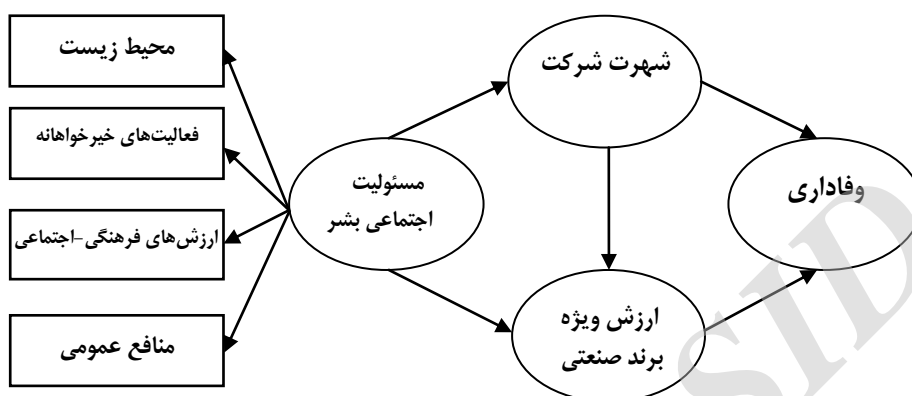 محیط زیست
فعالیت‌های خیرخواهانه
ارزش‌های فرهنگی-اجتماعی
منافع عمومی
مسئولیت
اجتماعی بشر
شهرت شرکت
ارزش ویژه
برند صنعتی
وفاداری
SID